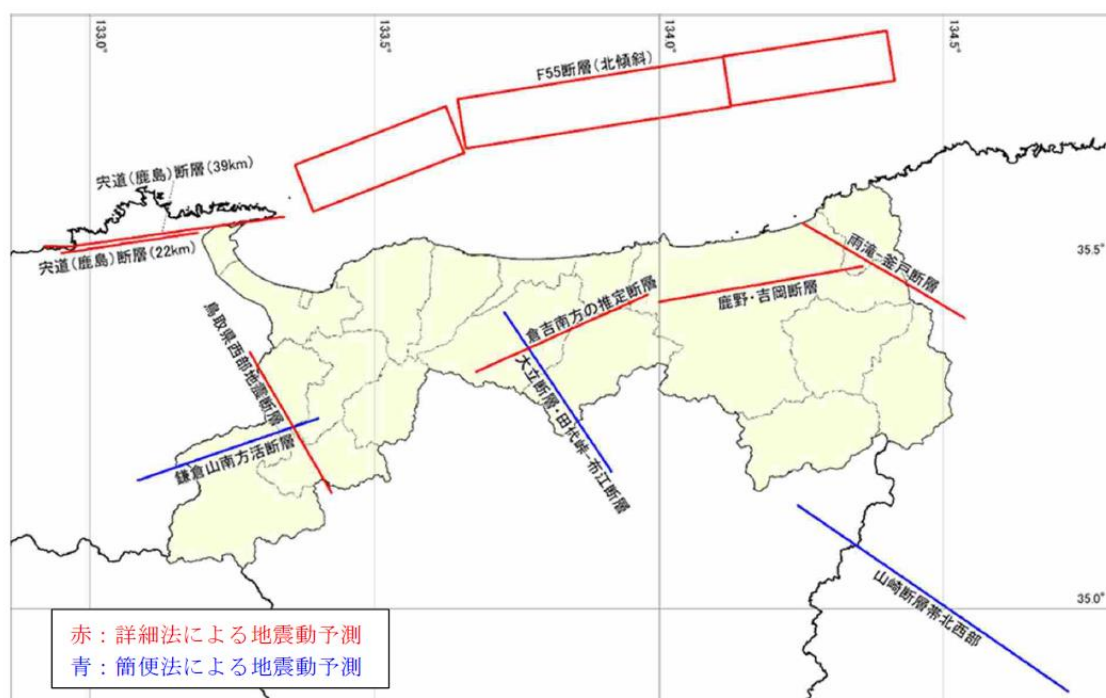 133.0°
133.5°
134.0°
134.5°
F55断層(北傾斜)
宍道(鹿島)断層(39km)
宍道(鹿島)断層(22km)
35.5°
雨滝-釜戸断層
鹿野・吉岡断層
倉吉南方の推定断層
大立断層・田代峠-布江断層
鳥取県西部地震断層
鎌倉山南方活断層
35.0°
山崎断層帯北西部
赤：詳細法による地震動予測
青：簡便法による地震動予測